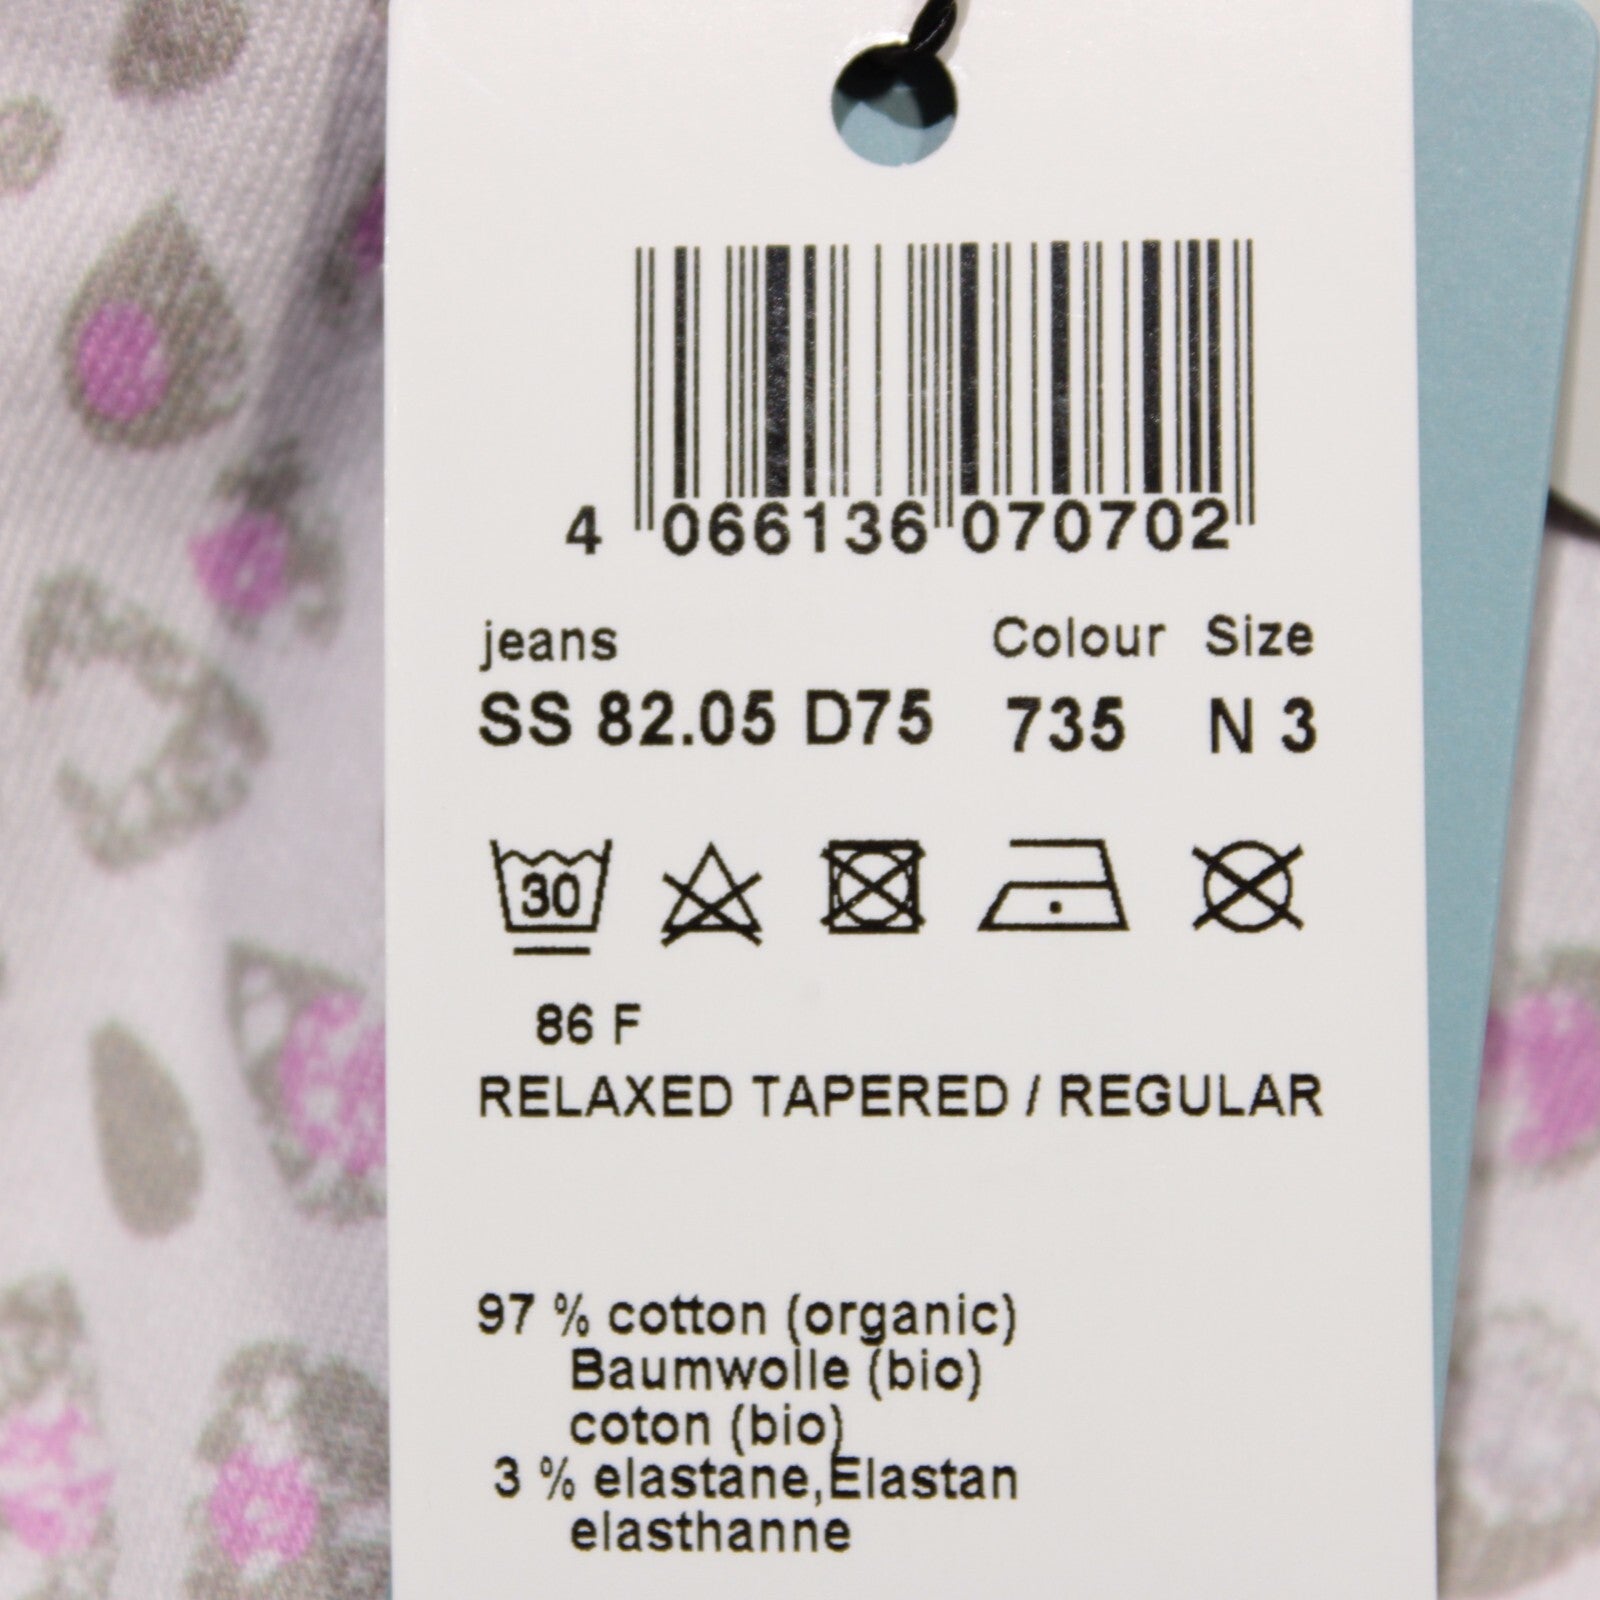 4 066136 070702
jeans Colour Size
SS 82.05 D75 735 N 3
30
86 F
RELAXED TAPERED / REGULAR
97 % cotton (organic)
Baumwolle (bio)
coton (bio)
3 % elastane,Elastan
elasthanne